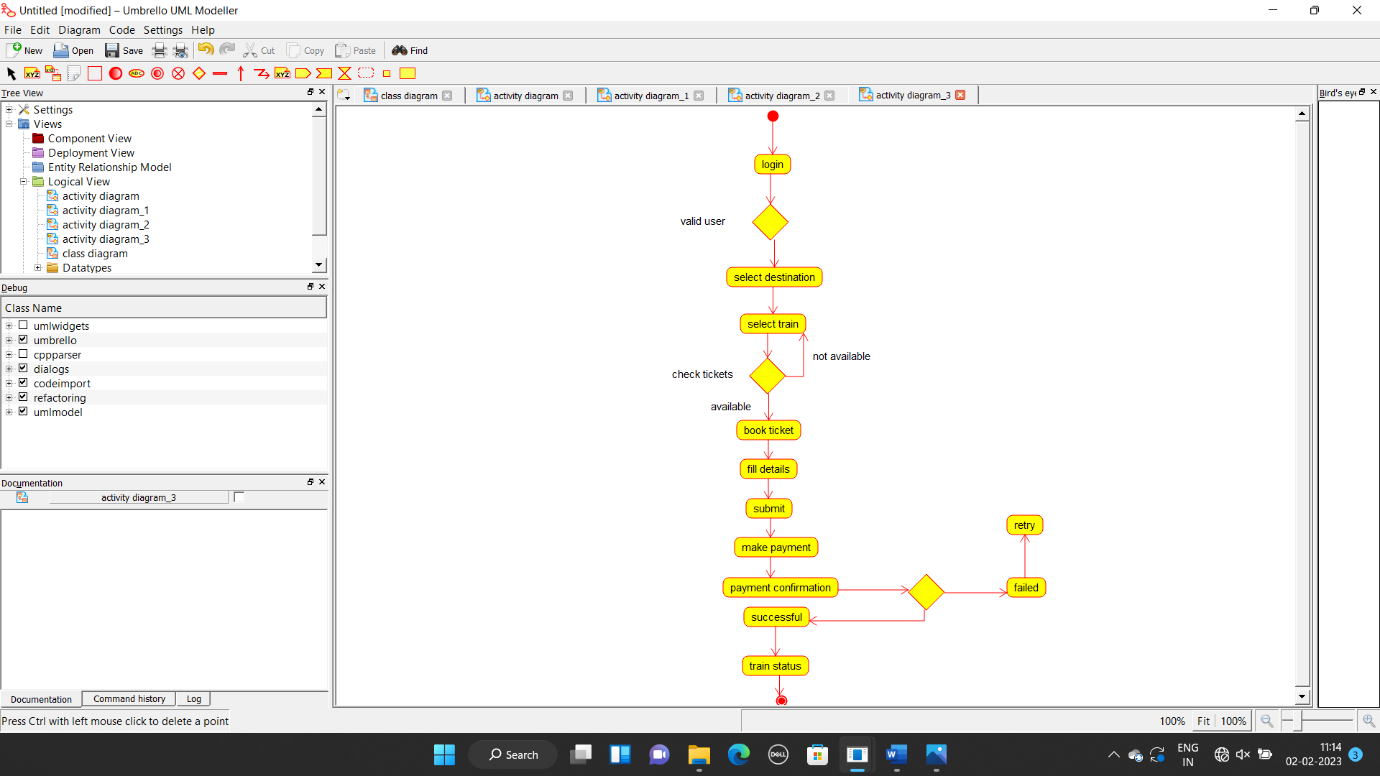 Untitled [modified] – Umbrello UML Modeller
File Edit Diagram Code Settings Help
New Open Save Cut Copy Paste Find
XYZ ABC XYZ
Tree View
Settings
Views
Component View
Deployment View
Entity Relationship Model
Logical View
activity diagram
activity diagram_1
activity diagram_2
activity diagram_3
class diagram
Datatypes
Debug
Class Name
umlwidgets
umbrello
cppparser
dialogs
codeimport
refactoring
umlmodel
Documentation
activity diagram_3
Documentation Command history Log
Press Ctrl with left mouse click to delete a point
class diagram activity diagram activity diagram_1 activity diagram_2 activity diagram_3
login
valid user
select destination
select train
not available
check tickets
available
book ticket
fill details
submit
make payment
retry
payment confirmation
failed
successful
train status
Bird's eye
100% Fit 100%
Search
DELL
W
ENG
IN
11:14
02-02-2023
3